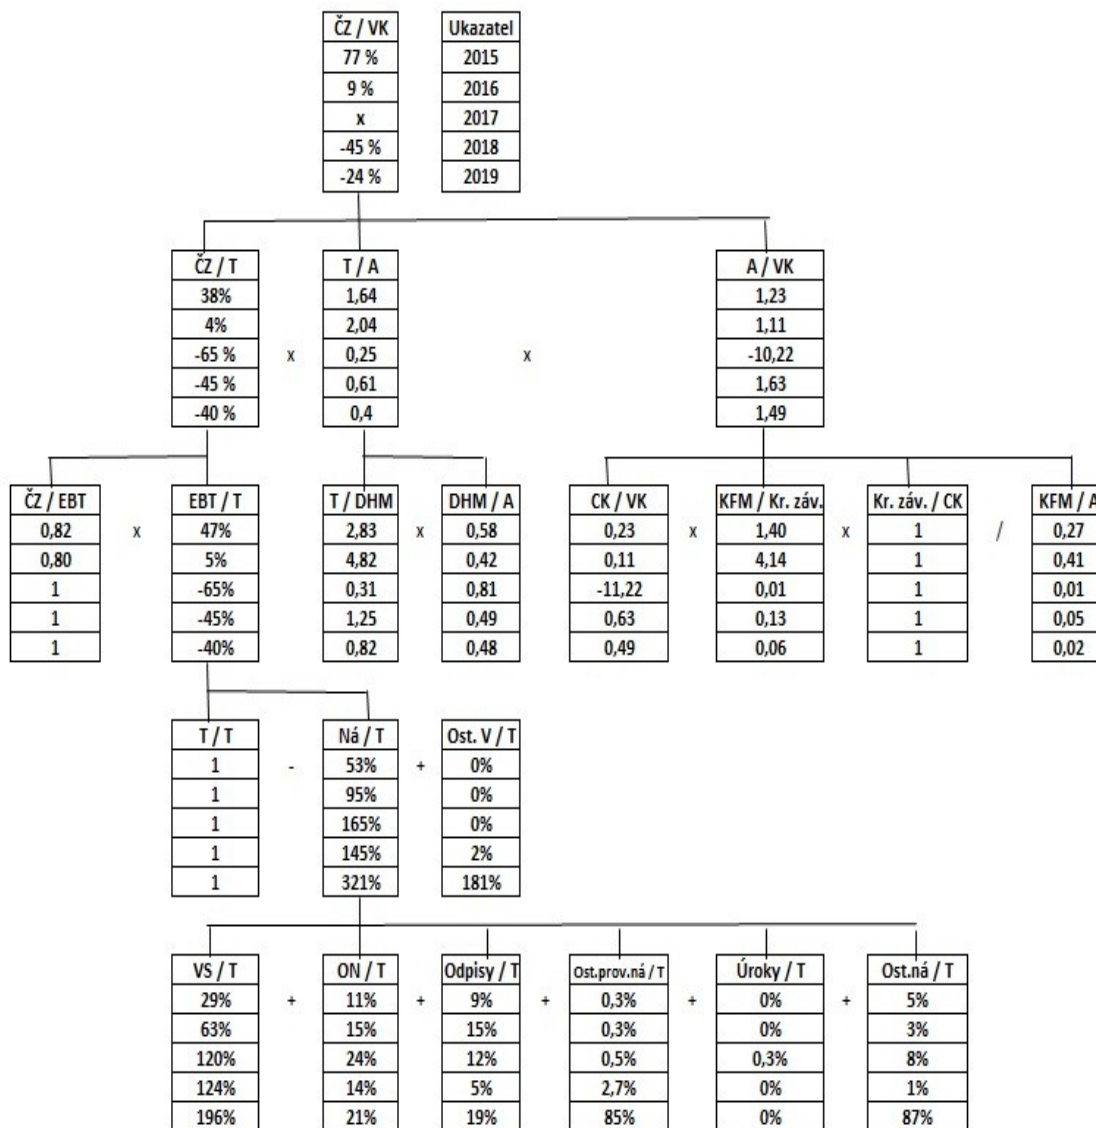 ČZ / VK Ukazatel
77 % 2015
9 % 2016
x 2017
-45 % 2018
-24 % 2019
ČZ / T T / A A / VK
38% 1,64 1,23
4% 2,04 1,11
-65 % x 0,25 x -10,22
-45 % 0,61 1,63
-40 % 0,4 1,49
ČZ / EBT EBT / T T / DHM DHM / A CK / VK KFM / Kr. záv. Kr. záv. / CK KFM / A
0,82 x 47% 2,83 x 0,58 0,23 x 1,40 x 1 / 0,27
0,80 5% 4,82 0,42 0,11 4,14 1 0,41
1 -65% 0,31 0,81 -11,22 0,01 1 0,01
1 -45% 1,25 0,49 0,63 0,13 1 0,05
1 -40% 0,82 0,48 0,49 0,06 1 0,02
T / T Ná / T Ost. V / T
1 - 53% + 0%
1 95% 0%
1 165% 0%
1 145% 2%
1 321% 181%
VS / T ON / T Odpisy / T Ost.prov.ná / T Úroky / T Ost.ná / T
29% + 11% + 9% + 0,3% + 0% + 5%
63% 15% 15% 0,3% 0% 3%
120% 24% 12% 0,5% 0,3% 8%
124% 14% 5% 2,7% 0% 1%
196% 21% 19% 85% 0% 87%